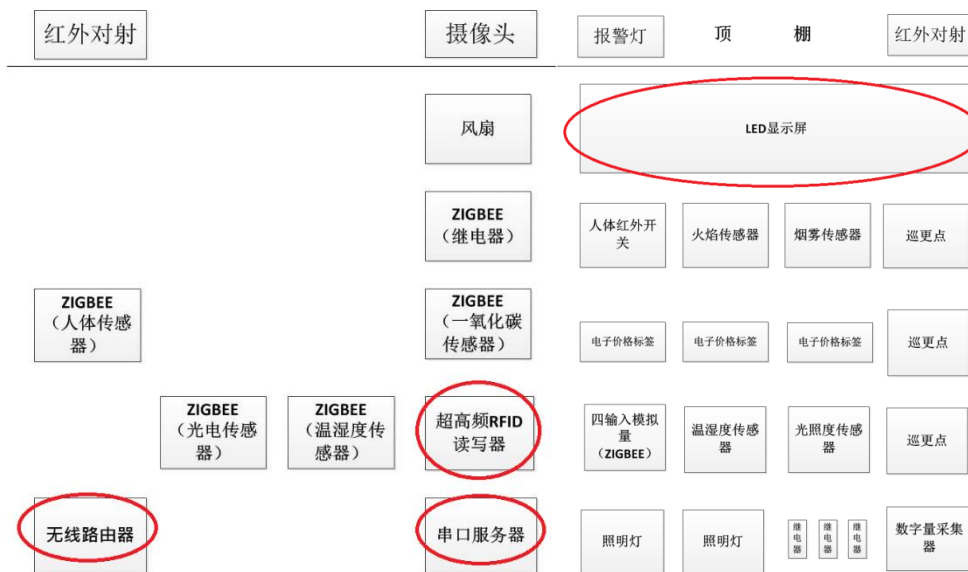 红外对射
摄像头
报警灯
顶 棚
红外对射
风扇
LED显示屏
ZIGBEE
（继电器）
人体红外开
关
火焰传感器
烟雾传感器
巡更点
ZIGBEE
（人体传感
器）
ZIGBEE
（一氧化碳
传感器）
电子价格标签
电子价格标签
电子价格标签
巡更点
ZIGBEE
（光电传感
器）
ZIGBEE
（温湿度传
感器）
超高频RFID
读写器
四输入模拟
量
（ZIGBEE）
温湿度传感
器
光照度传感
器
巡更点
无线路由器
串口服务器
照明灯
照明灯
继
电
器
继
电
器
继
电
器
数字量采集
器